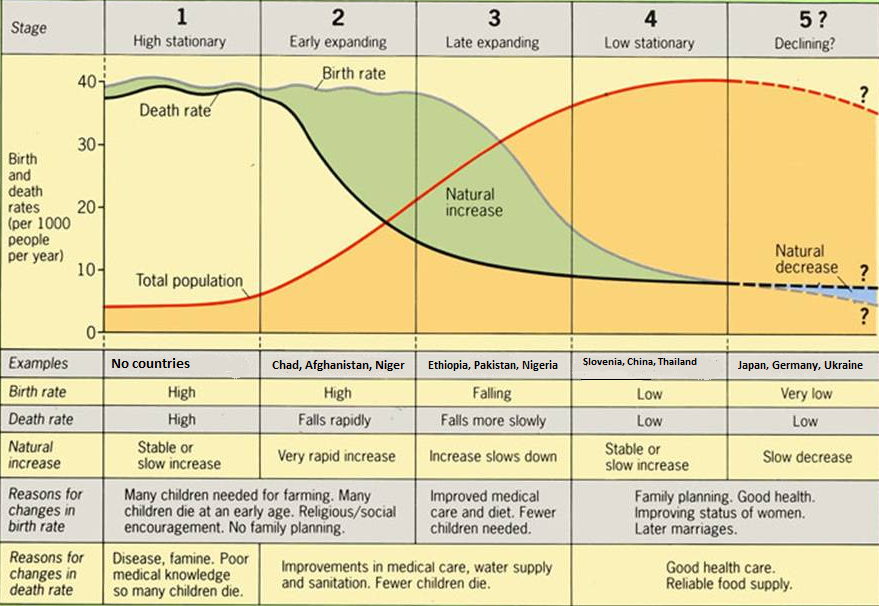 Stage
1
High stationary
2
Early expanding
3
Late expanding
4
Low stationary
5 ?
Declining?
Birth
and
death
rates
(per 1000
people
per year)
40
30
20
10
0
Birth rate
Death rate
Total population
Natural
increase
Natural
decrease
?
?
?
Examples
No countries
Chad, Afghanistan, Niger
Ethiopia, Pakistan, Nigeria
Slovenia, China, Thailand
Japan, Germany, Ukraine
Birth rate
High
High
Falling
Low
Very low
Death rate
High
Falls rapidly
Falls more slowly
Low
Low
Natural
increase
Stable or
slow increase
Very rapid increase
Increase slows down
Stable or
slow increase
Slow decrease
Reasons for
changes in
birth rate
Many children needed for farming. Many
children die at an early age. Religious/social
encouragement. No family planning.
Improved medical
care and diet. Fewer
children needed.
Family planning. Good health.
Improving status of women.
Later marriages.
Reasons for
changes in
death rate
Disease, famine. Poor
medical knowledge
so many children die.
Improvements in medical care, water supply
and sanitation. Fewer children die.
Good health care.
Reliable food supply.